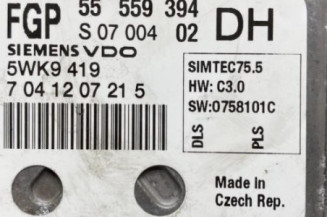 FGP 55 559 394 DH
S 07 004 02
SIEMENS VDO
5WK9 419
7 04 12 07 21 5
SIMTEC75.5
HW: C3.0
SW:0758101C
DLS
PLS
Made in
Czech Rep.